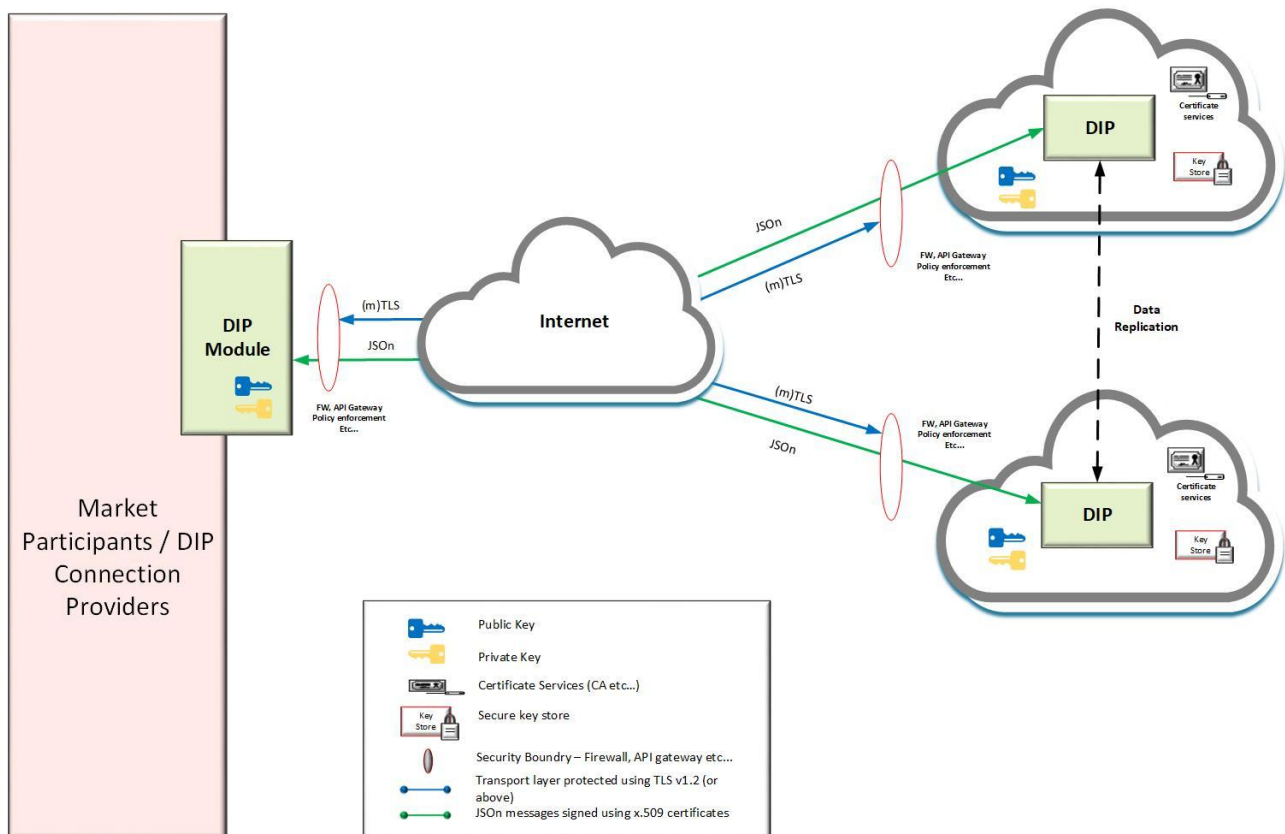 DIP
Certificate
services
Key
Store
JSOn
(m)TLS
FW, API Gateway
Policy enforcement
Etc...
Internet
(m)TLS
JSOn
DIP
Module
FW, API Gateway
Policy enforcement
Etc...
Data
Replication
(m)TLS
JSOn
FW, API Gateway
Policy enforcement
Etc...
Certificate
services
DIP
Key
Store
Market
Participants / DIP
Connection
Providers
Public Key
Private Key
Certificate Services (CA etc...)
Key
Store
Secure key store
Security Boundry – Firewall, API gateway etc...
Transport layer protected using TLS v1.2 (or
above)
JSOn messages signed using x.509 certificates